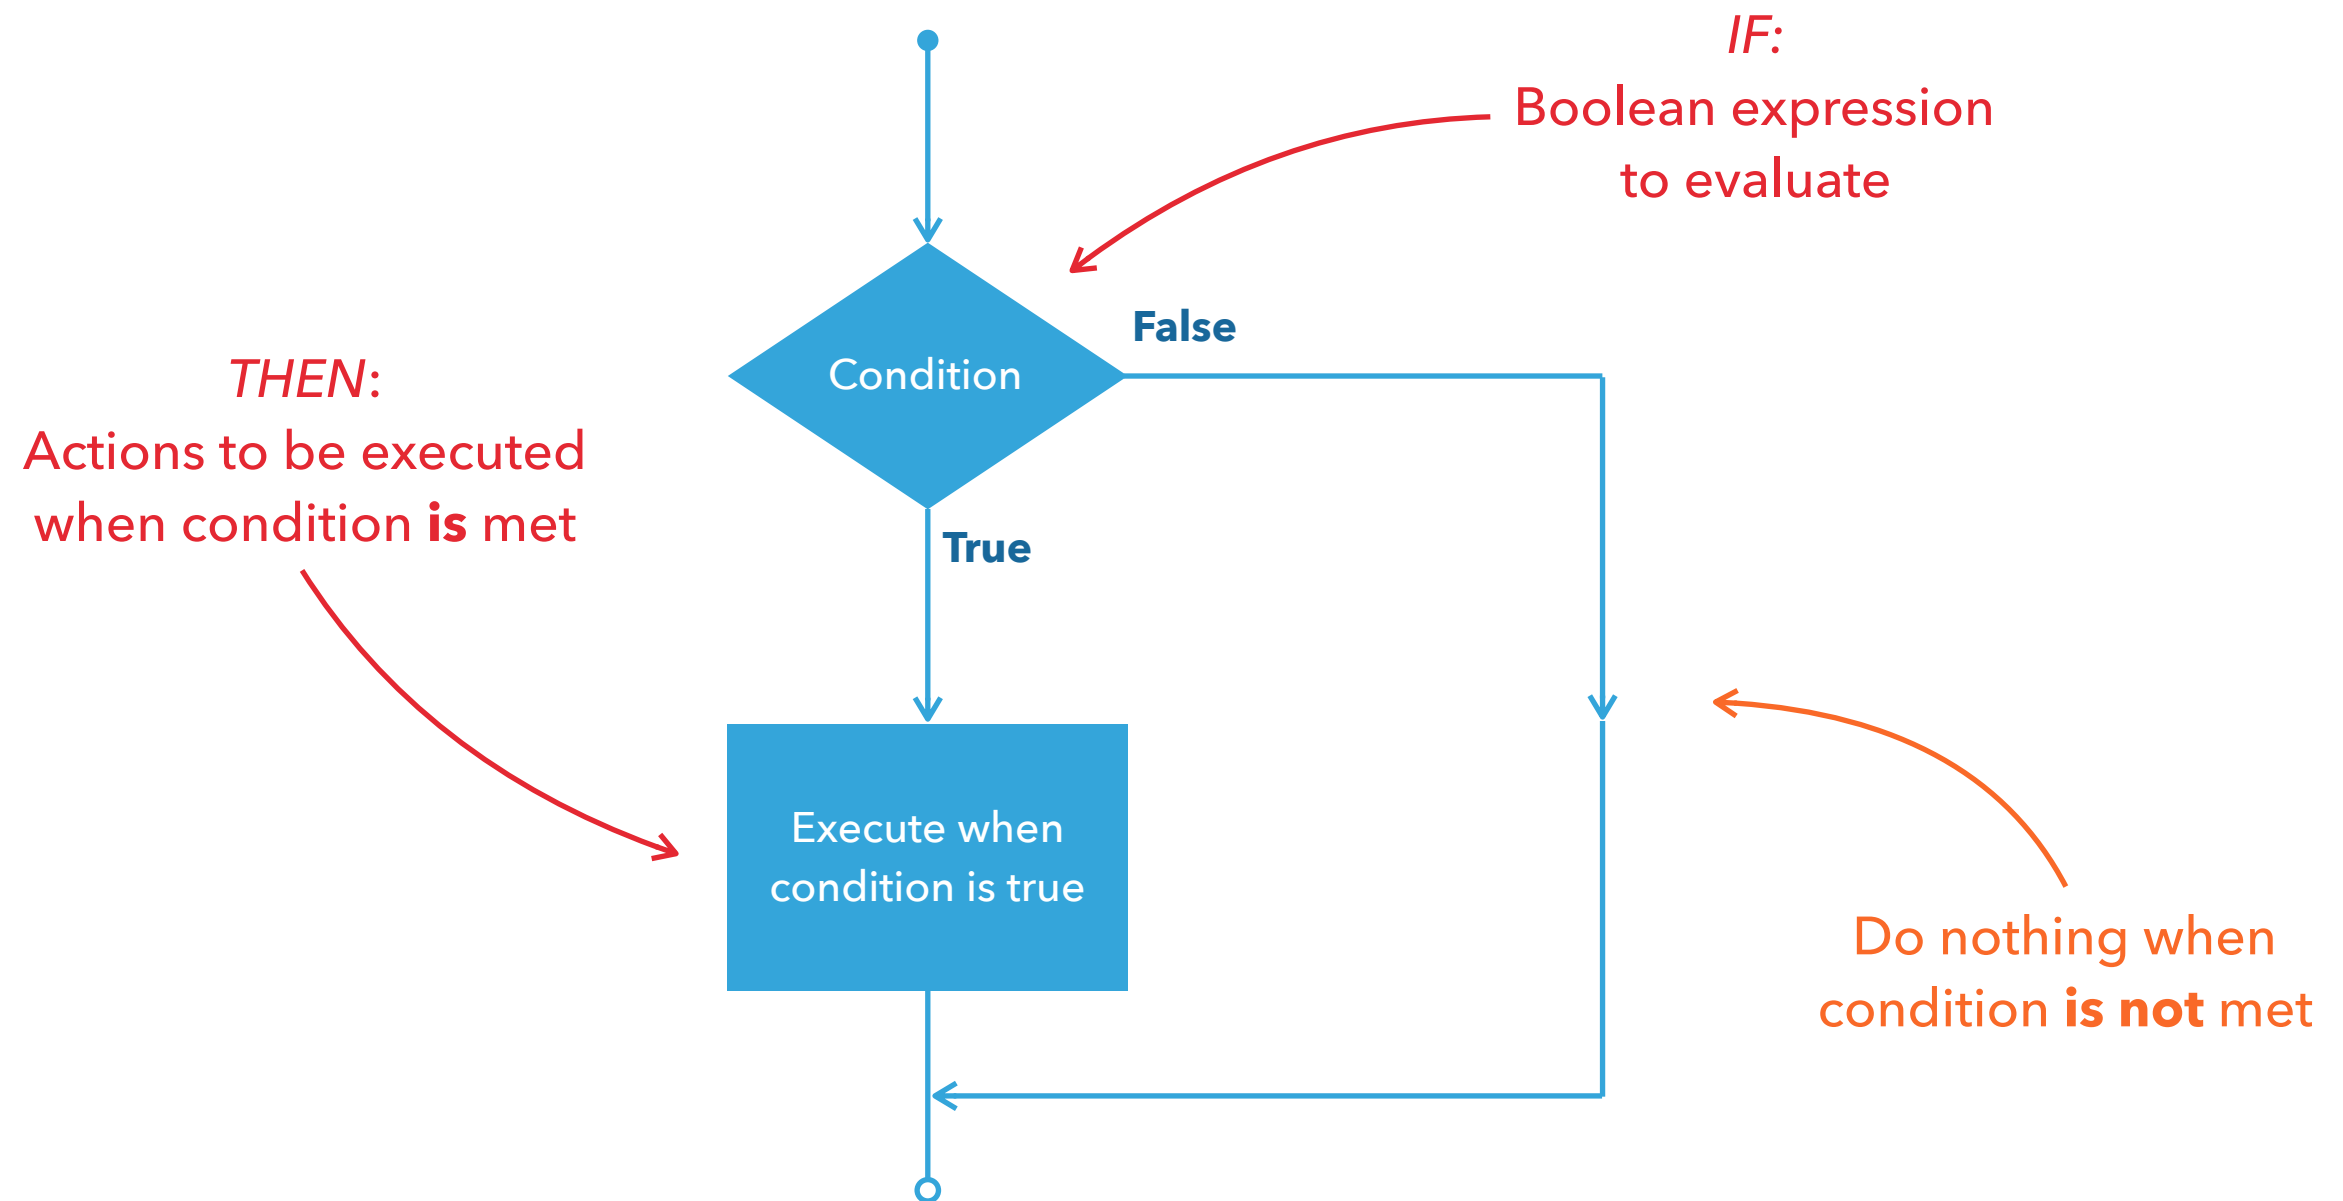 IF:
Boolean expression
to evaluate
False
Condition
THEN:
Actions to be executed
when condition is met
True
Execute when
condition is true
Do nothing when
condition is not met